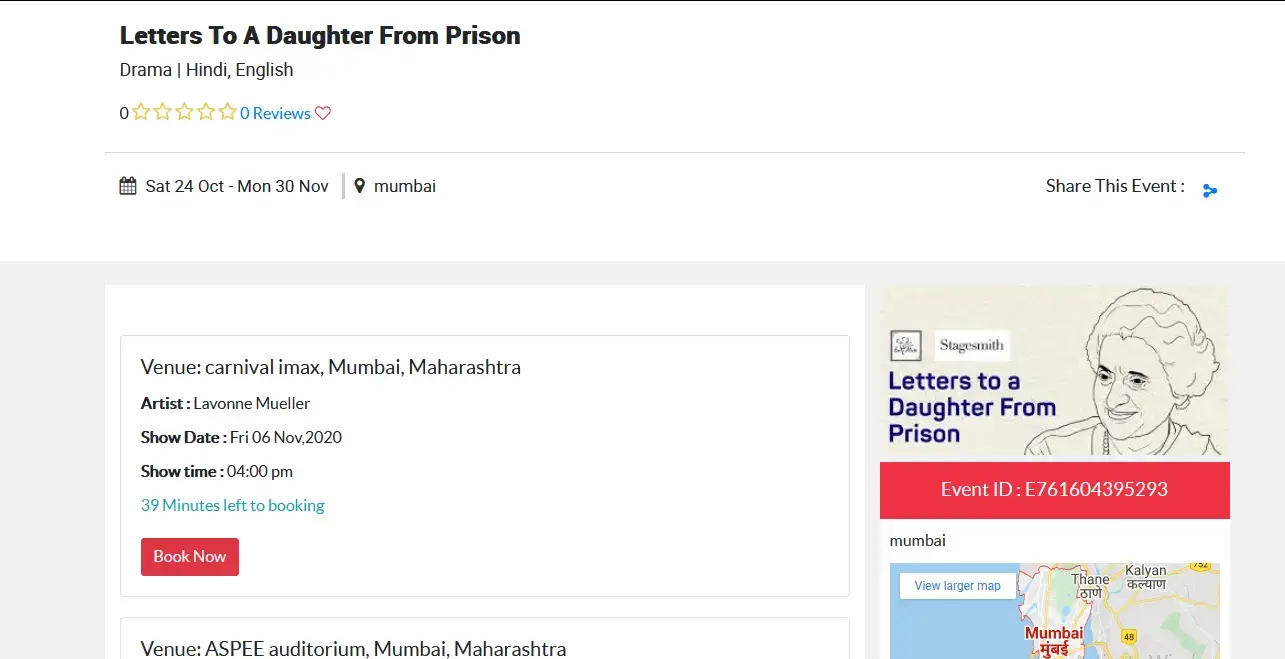 Letters To A Daughter From Prison
Drama | Hindi, English
0 0 Reviews
Sat 24 Oct - Mon 30 Nov mumbai
Share This Event :
Venue: carnival imax, Mumbai, Maharashtra
Artist : Lavonne Mueller
Show Date : Fri 06 Nov,2020
Show time : 04:00 pm
39 Minutes left to booking
Book Now
Venue: ASPEE auditorium, Mumbai, Maharashtra
Stagesmith
Letters to a
Daughter From
Prison
Event ID : E761604395293
mumbai
View larger map
Thane
ठाणे
Kalyan
कल्याण
752
Mumbai
मुंबई
48